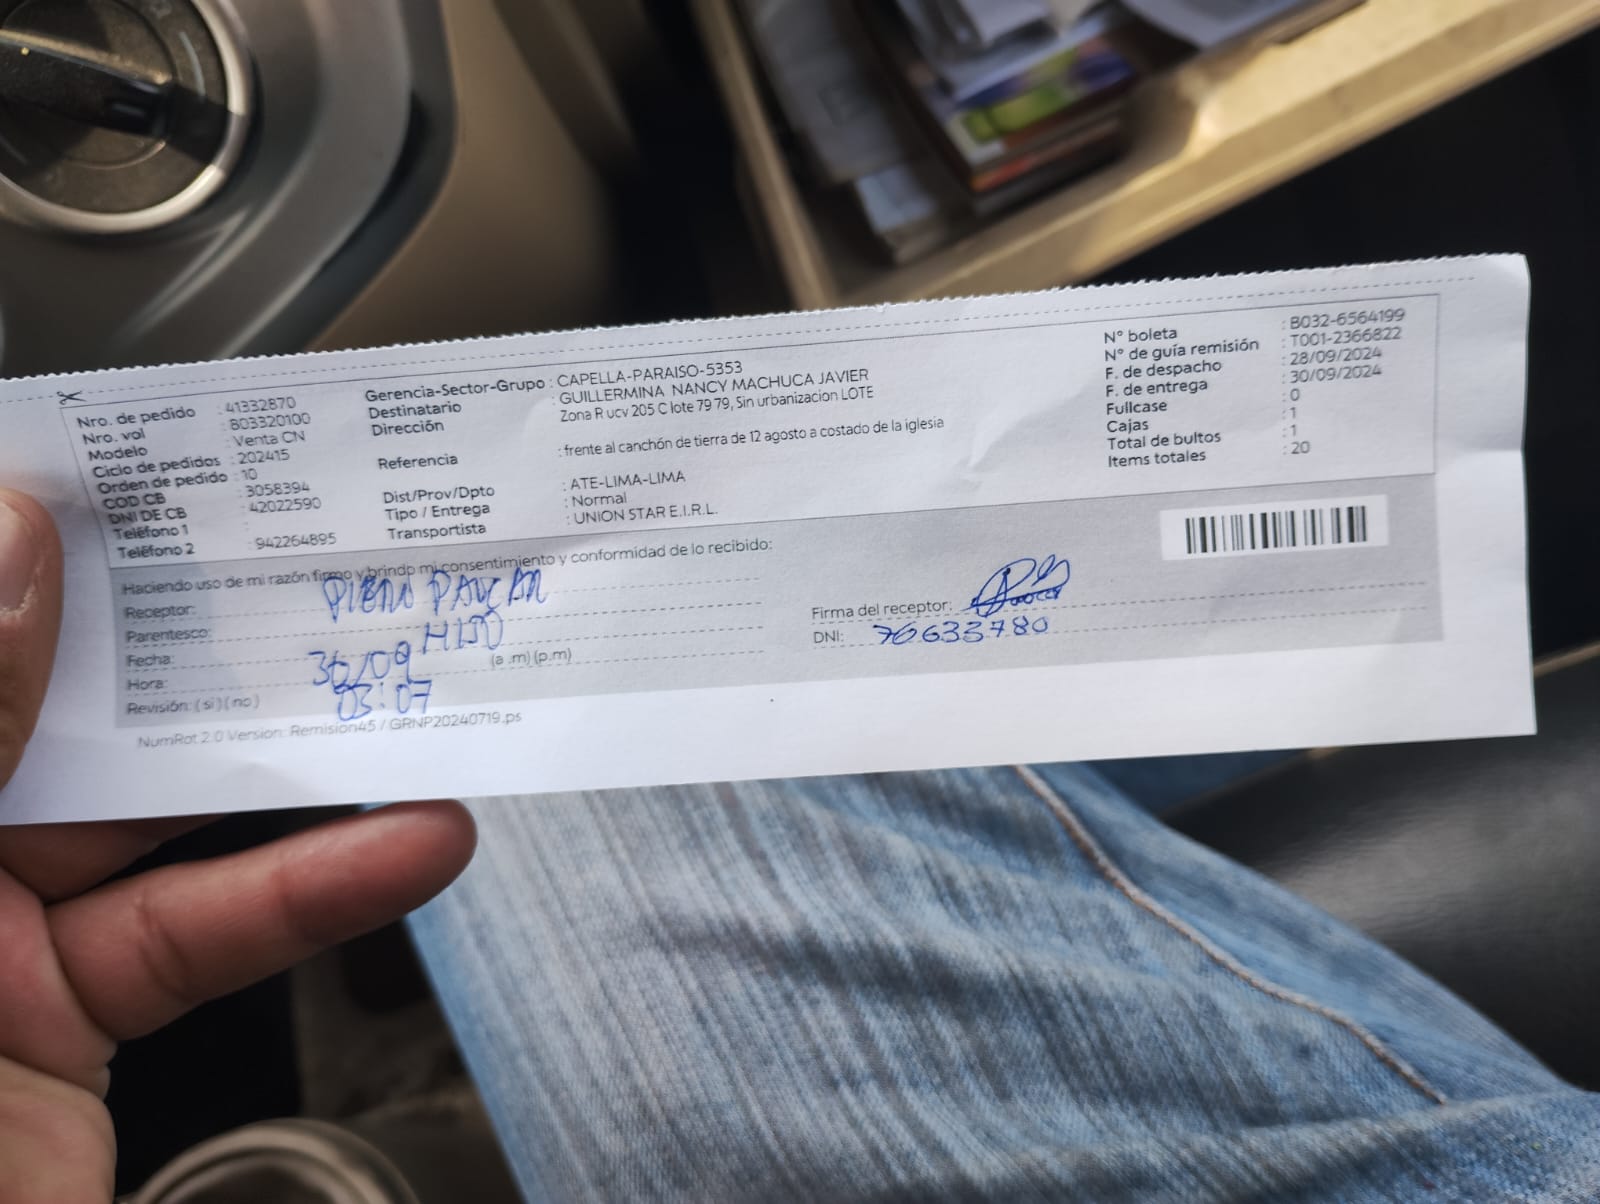 Nro. de pedido : 41332870
Nro. vol : 803320100
Modelo : Venta CN
Ciclo de pedidos : 202415
Orden de pedido : 10
COD CB : 3058394
DNI DE CB : 42022590
Teléfono 1 :
Teléfono 2 : 942264895
Gerencia-Sector-Grupo : CAPELLA-PARAISO-5353
Destinatario : GUILLERMINA NANCY MACHUCA JAVIER
Dirección Zona R ucv 205 C lote 79 79, Sin urbanizacion LOTE
Referencia : frente al canchón de tierra de 12 agosto a costado de la iglesia
Dist/Prov/Dpto : ATE-LIMA-LIMA
Tipo / Entrega : Normal
Transportista : UNION STAR E.I.R.L.
N° boleta : B032-6564199
N° de guía remisión : T001-2366822
F. de despacho : 28/09/2024
F. de entrega : 30/09/2024
Fullcase : 0
Cajas : 1
Total de bultos : 1
Items totales : 20
Haciendo uso de mi razón firmo y brindo mi consentimiento y conformidad de lo recibido:
Receptor: PIERO PAUCAR
Parentesco: HIJO
Fecha: 30/09
Hora: 03:07 (a .m) (p.m)
Revisión: ( si ) ( no )
Firma del receptor:
DNI: 76633780
NumRot 2.0 Version: Remision45 / GRNP20240719.ps